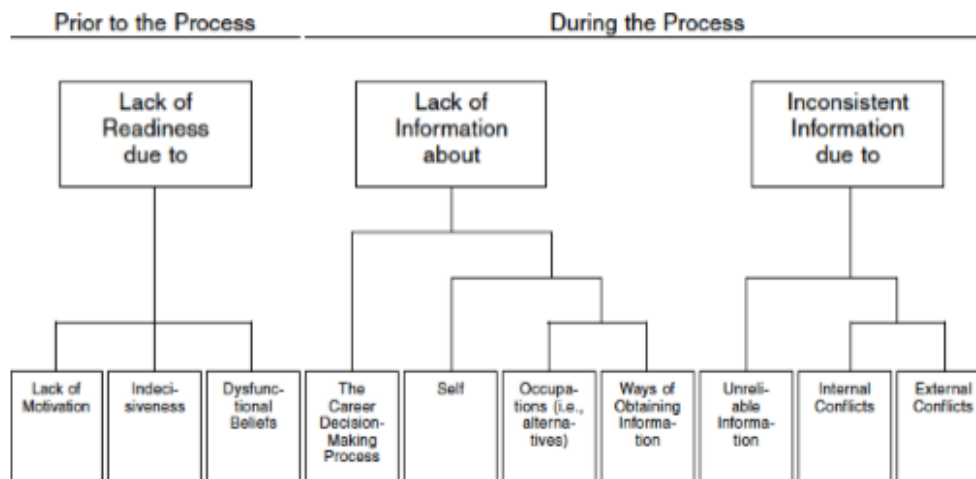 Prior to the Process
During the Process
Lack of
Readiness
due to
Lack of
Information
about
Inconsistent
Information
due to
Lack of
Motivation
Indeci-
siveness
Dysfunc-
tional
Beliefs
The
Career
Decision-
Making
Process
Self
Occupa-
tions (i.e.,
alterna-
tives)
Ways of
Obtaining
Informa-
tion
Unreli-
able
Informa-
tion
Internal
Conflicts
External
Conflicts